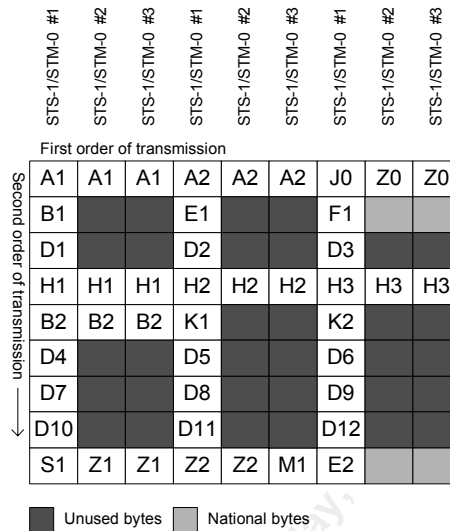 STS-1/STM-0 #1 STS-1/STM-0 #2 STS-1/STM-0 #3 STS-1/STM-0 #1 STS-1/STM-0 #2 STS-1/STM-0 #3 STS-1/STM-0 #1 STS-1/STM-0 #2 STS-1/STM-0 #3
First order of transmission
Second order of transmission
A1 A1 A1 A2 A2 A2 J0 Z0 Z0
B1 E1 F1
D1 D2 D3
H1 H1 H1 H2 H2 H2 H3 H3 H3
B2 B2 B2 K1 K2
D4 D5 D6
D7 D8 D9
D10 D11 D12
S1 Z1 Z1 Z2 Z2 M1 E2
Unused bytes National bytes